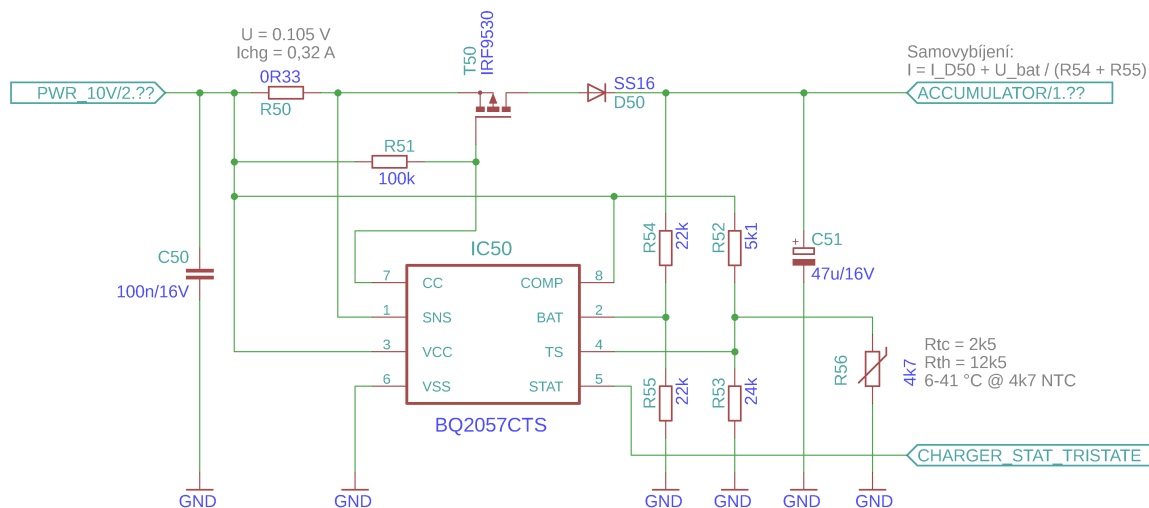 U = 0.105 V
Ichg = 0,32 A
0R33
R50
PWR_10V/2.??
T50
IRF9530
SS16
D50
Samovybíjení:
I = I_D50 + U_bat / (R54 + R55)
ACCUMULATOR/1.??
R51
100k
C50
100n/16V
IC50
7 CC COMP 8
1 SNS BAT 2
3 VCC TS 4
6 VSS STAT 5
BQ2057CTS
R54
22k
R52
5k1
+
C51
47u/16V
R55
22k
R53
24k
R56
4k7
Rtc = 2k5
Rth = 12k5
6-41 °C @ 4k7 NTC
CHARGER_STAT_TRISTATE
GND
GND
GND
GND
GND
GND